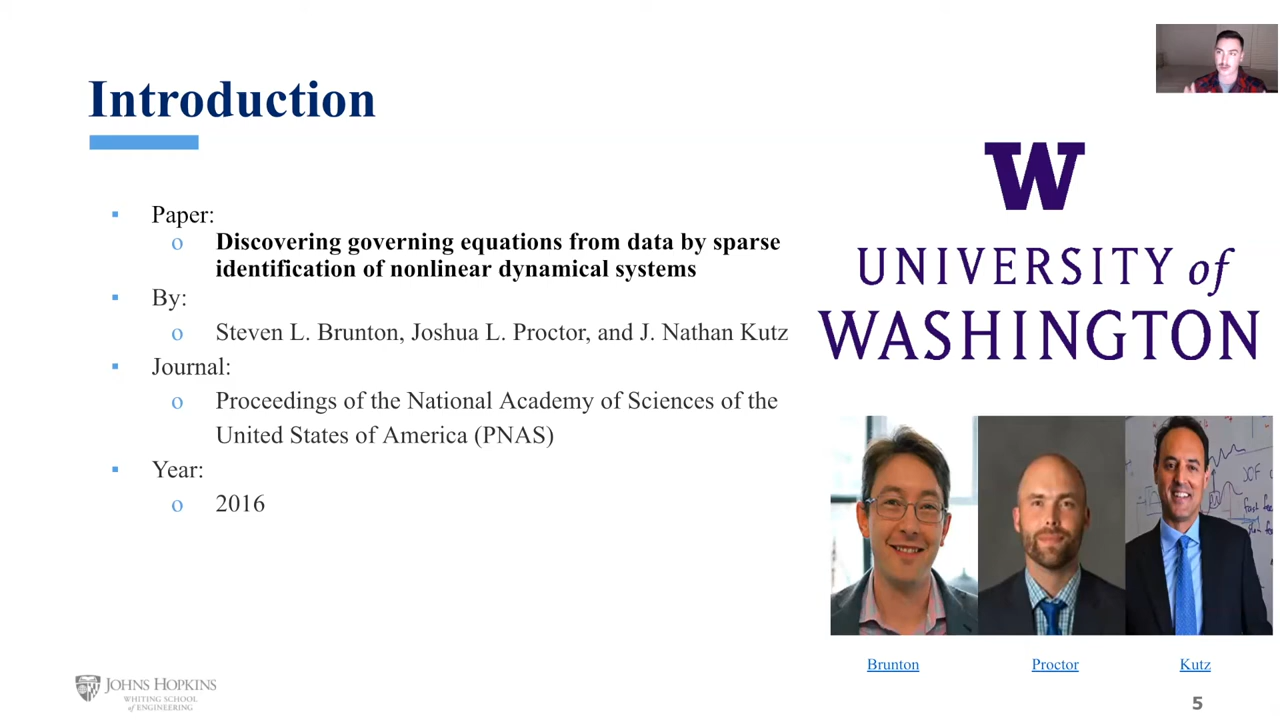 Introduction
▪ Paper:
o Discovering governing equations from data by sparse
identification of nonlinear dynamical systems
▪ By:
o Steven L. Brunton, Joshua L. Proctor, and J. Nathan Kutz
▪ Journal:
o Proceedings of the National Academy of Sciences of the
United States of America (PNAS)
▪ Year:
o 2016
W
UNIVERSITY of
WASHINGTON
Brunton
Proctor
Kutz
JOHNS HOPKINS
WHITING SCHOOL
of ENGINEERING
5